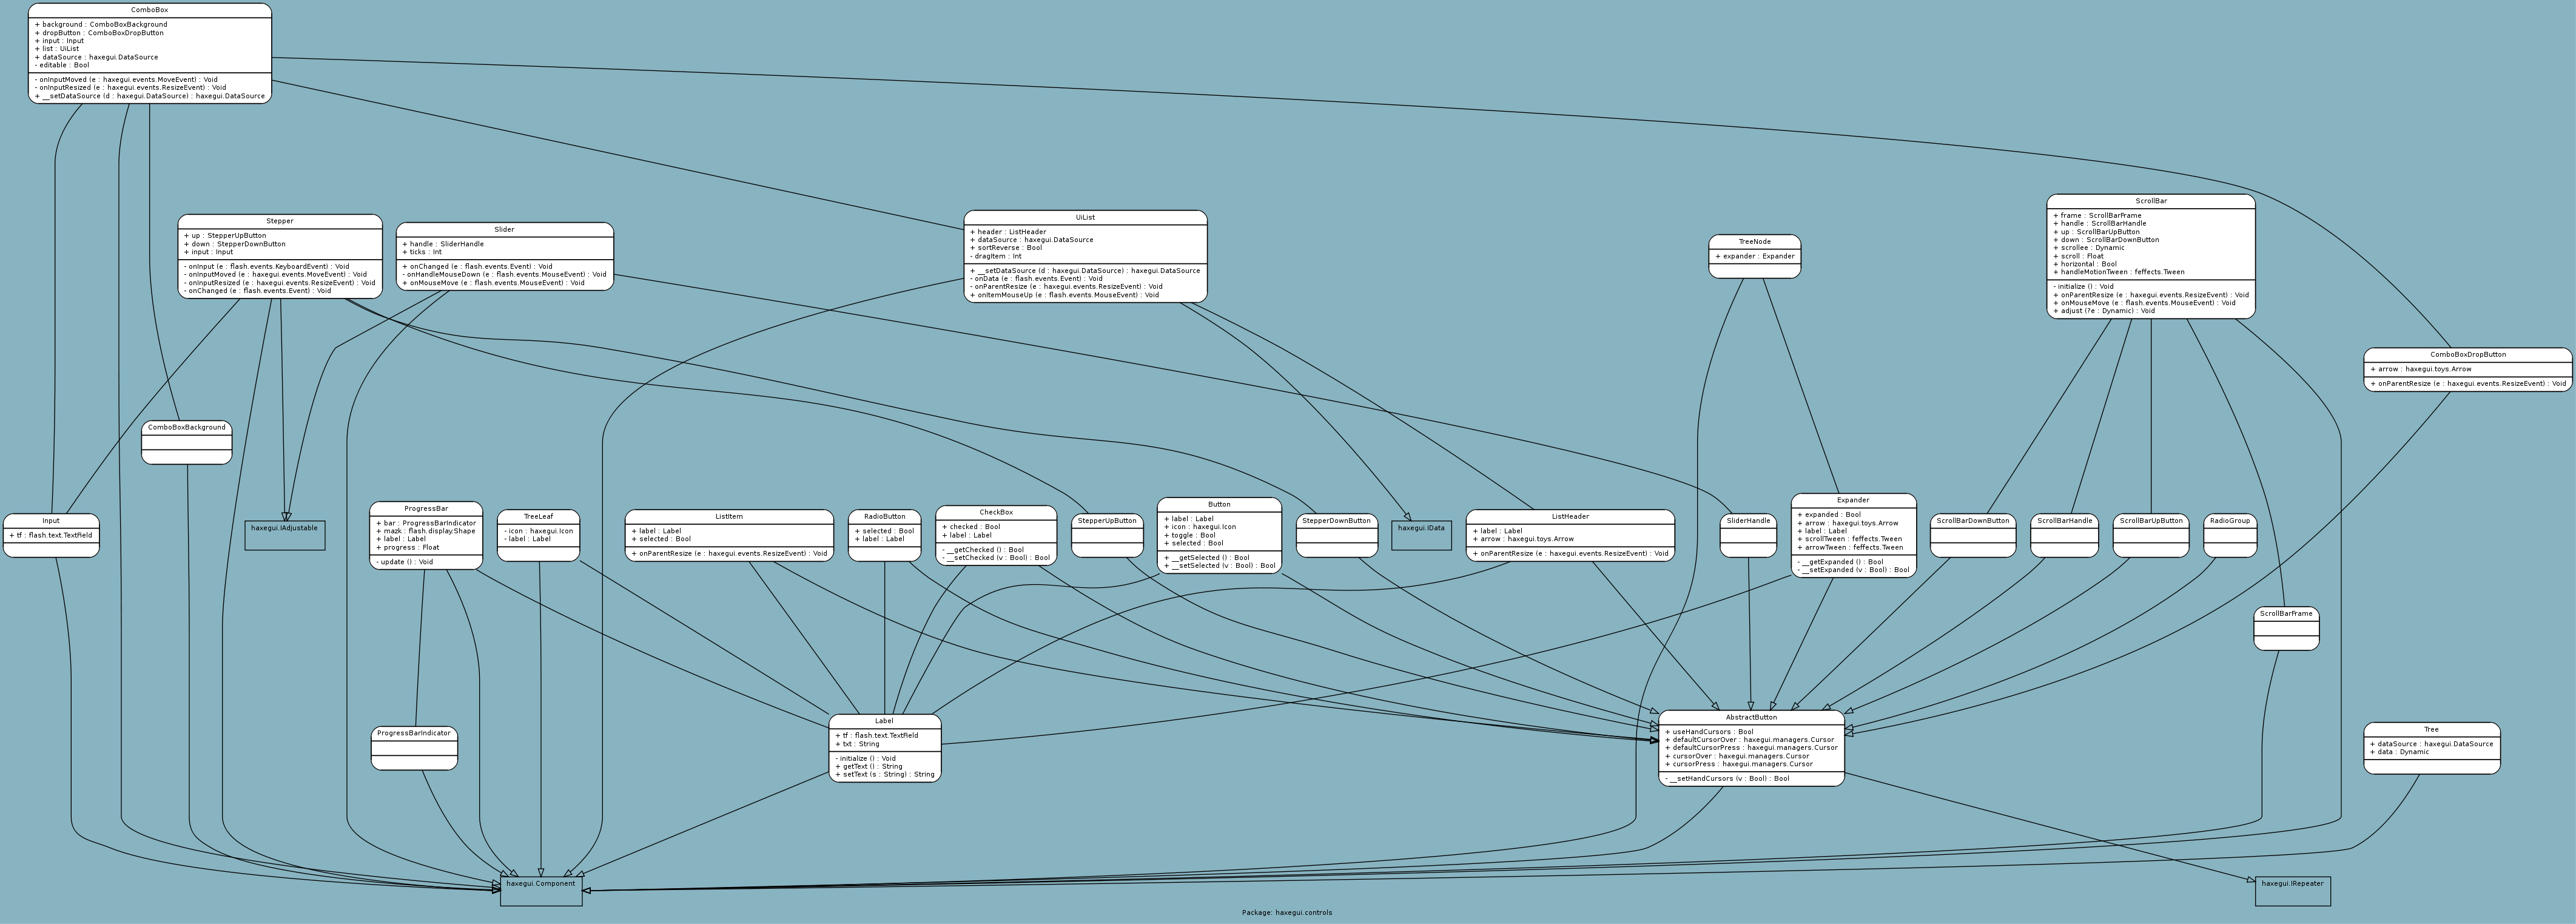 ComboBox
+ background : ComboBoxBackground
+ dropButton : ComboBoxDropButton
+ input : Input
+ list : UiList
+ dataSource : haxegui.DataSource
- editable : Bool
- onInputMoved (e : haxegui.events.MoveEvent) : Void
- onInputResized (e : haxegui.events.ResizeEvent) : Void
+ __setDataSource (d : haxegui.DataSource) : haxegui.DataSource
Stepper
+ up : StepperUpButton
+ down : StepperDownButton
+ input : Input
- onInput (e : flash.events.KeyboardEvent) : Void
- onInputMoved (e : haxegui.events.MoveEvent) : Void
- onInputResized (e : haxegui.events.ResizeEvent) : Void
- onChanged (e : flash.events.Event) : Void
Slider
+ handle : SliderHandle
+ ticks : Int
+ onChanged (e : flash.events.Event) : Void
- onHandleMouseDown (e : flash.events.MouseEvent) : Void
+ onMouseMove (e : flash.events.MouseEvent) : Void
UiList
+ header : ListHeader
+ dataSource : haxegui.DataSource
+ sortReverse : Bool
- dragItem : Int
+ __setDataSource (d : haxegui.DataSource) : haxegui.DataSource
- onData (e : flash.events.Event) : Void
- onParentResize (e : haxegui.events.ResizeEvent) : Void
+ onItemMouseUp (e : flash.events.MouseEvent) : Void
TreeNode
+ expander : Expander
ScrollBar
+ frame : ScrollBarFrame
+ handle : ScrollBarHandle
+ up : ScrollBarUpButton
+ down : ScrollBarDownButton
+ scrollee : Dynamic
+ scroll : Float
+ horizontal : Bool
+ handleMotionTween : feffects.Tween
- initialize () : Void
+ onParentResize (e : haxegui.events.ResizeEvent) : Void
+ onMouseMove (e : flash.events.MouseEvent) : Void
+ adjust (?e : Dynamic) : Void
ComboBoxDropButton
+ arrow : haxegui.toys.Arrow
+ onParentResize (e : haxegui.events.ResizeEvent) : Void
ComboBoxBackground
Input
+ tf : flash.text.TextField
haxegui.IAdjustable
ProgressBar
+ bar : ProgressBarIndicator
+ mazk : flash.display.Shape
+ label : Label
+ progress : Float
- update () : Void
TreeLeaf
- icon : haxegui.Icon
- label : Label
ListItem
+ label : Label
+ selected : Bool
+ onParentResize (e : haxegui.events.ResizeEvent) : Void
RadioButton
+ selected : Bool
+ label : Label
CheckBox
+ checked : Bool
+ label : Label
- __getChecked () : Bool
- __setChecked (v : Bool) : Bool
StepperUpButton
Button
+ label : Label
+ icon : haxegui.Icon
+ toggle : Bool
+ selected : Bool
+ __getSelected () : Bool
+ __setSelected (v : Bool) : Bool
StepperDownButton
haxegui.IData
ListHeader
+ label : Label
+ arrow : haxegui.toys.Arrow
+ onParentResize (e : haxegui.events.ResizeEvent) : Void
SliderHandle
Expander
+ expanded : Bool
+ arrow : haxegui.toys.Arrow
+ label : Label
+ scrollTween : feffects.Tween
+ arrowTween : feffects.Tween
- __getExpanded () : Bool
- __setExpanded (v : Bool) : Bool
ScrollBarDownButton
ScrollBarHandle
ScrollBarUpButton
RadioGroup
ScrollBarFrame
ProgressBarIndicator
Label
+ tf : flash.text.TextField
+ txt : String
- initialize () : Void
+ getText () : String
+ setText (s : String) : String
AbstractButton
+ useHandCursors : Bool
+ defaultCursorOver : haxegui.managers.Cursor
+ defaultCursorPress : haxegui.managers.Cursor
+ cursorOver : haxegui.managers.Cursor
+ cursorPress : haxegui.managers.Cursor
- __setHandCursors (v : Bool) : Bool
Tree
+ dataSource : haxegui.DataSource
+ data : Dynamic
haxegui.Component
haxegui.IRepeater
Package: haxegui.controls